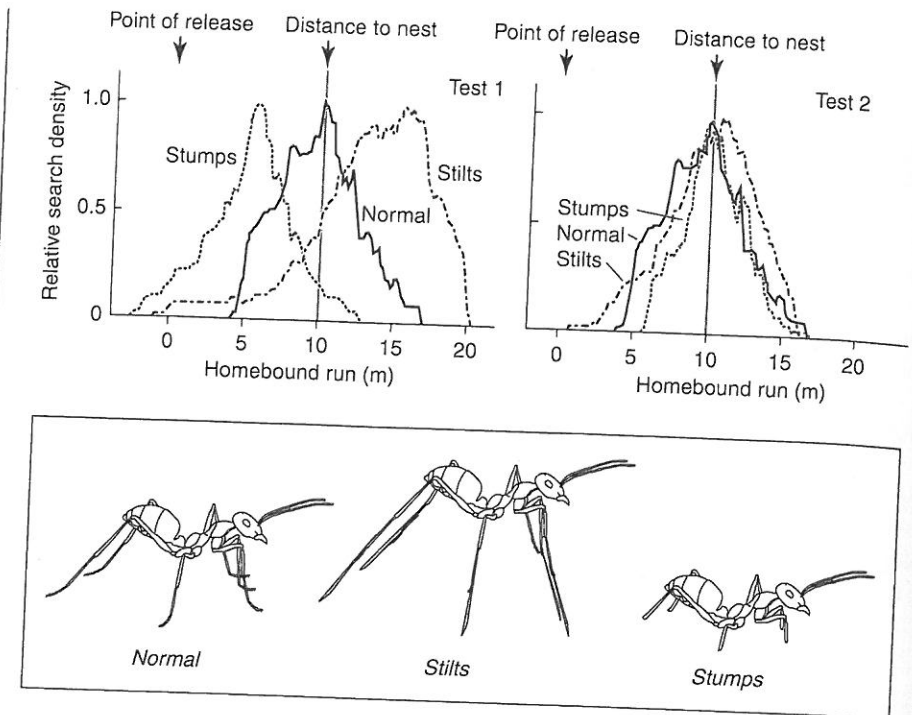 Point of release
Distance to nest
Test 1
Relative search density
1.0
0.5
0
Stumps
Normal
Stilts
0 5 10 15 20
Homebound run (m)
Point of release
Distance to nest
Test 2
Stumps
Normal
Stilts
0 5 10 15 20
Homebound run (m)
Normal
Stilts
Stumps